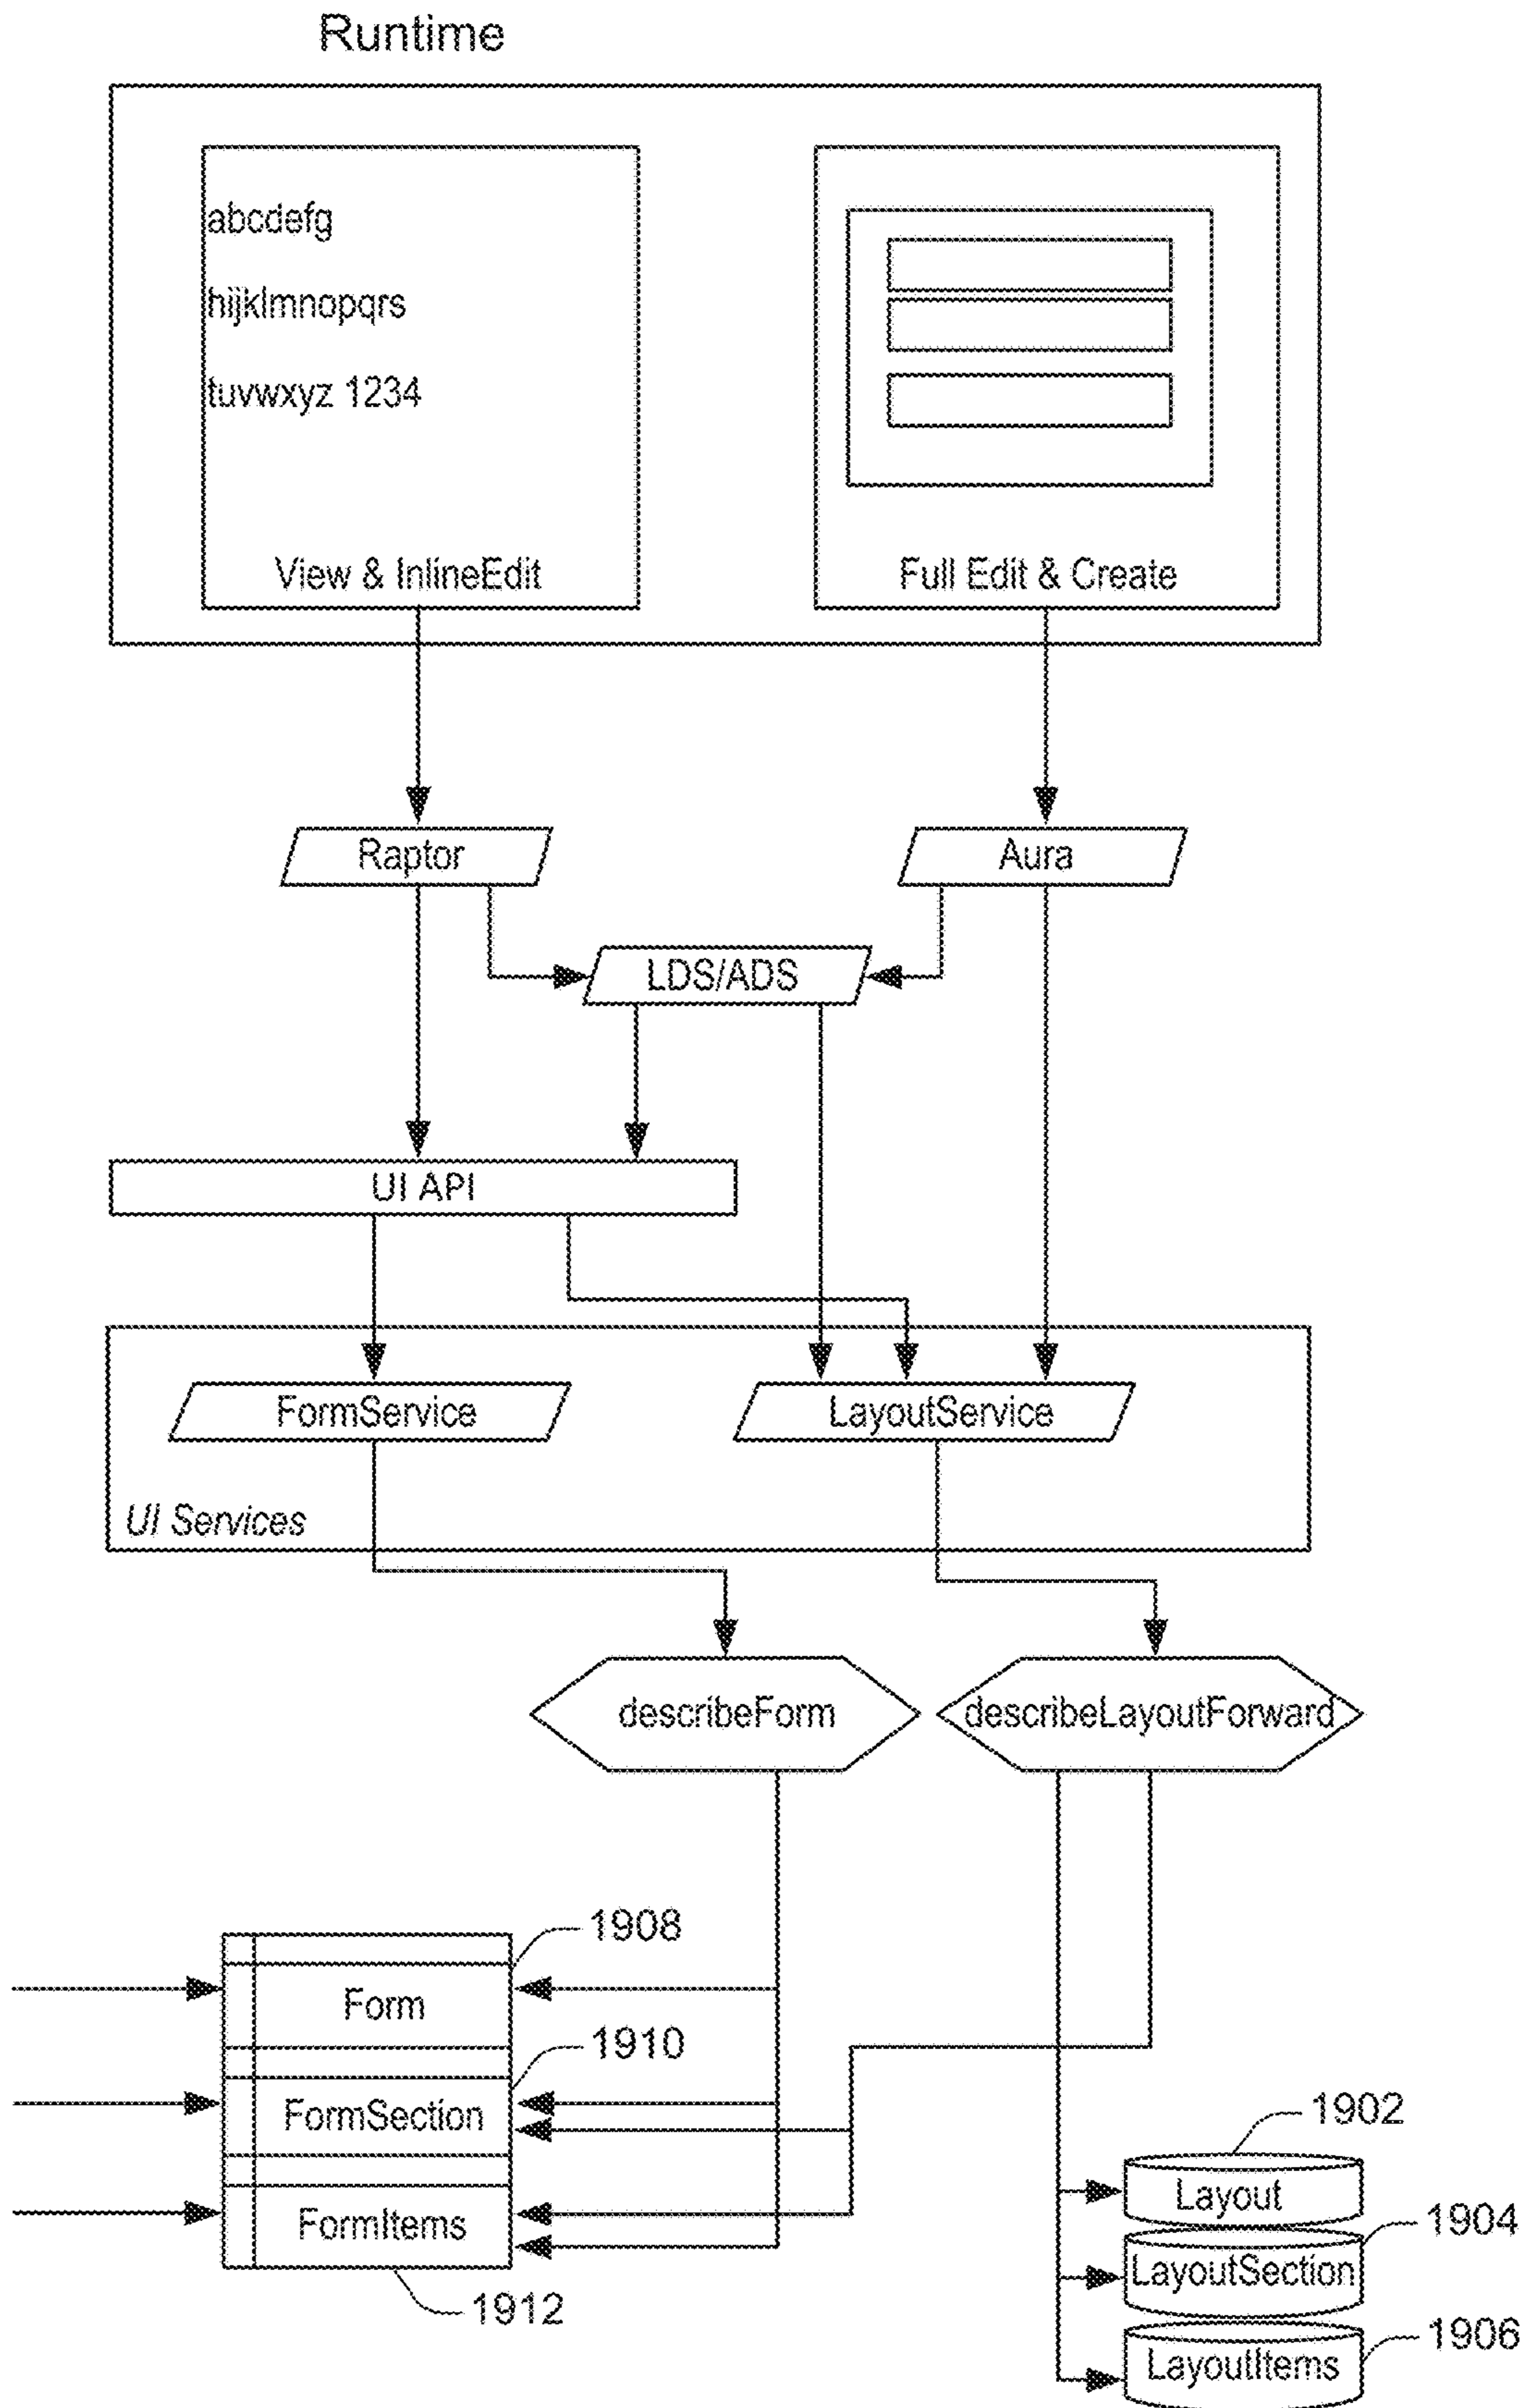 Runtime
abcdefg
hijklmnopqrs
tuvwxyz 1234
View & InlineEdit
Full Edit & Create
Raptor
Aura
LDS/ADS
UI API
FormService
LayoutService
UI Services
describeForm
describeLayoutForward
1908
Form
1910
FormSection
FormItems
1912
1902
Layout
1904
LayoutSection
1906
LayoutItems